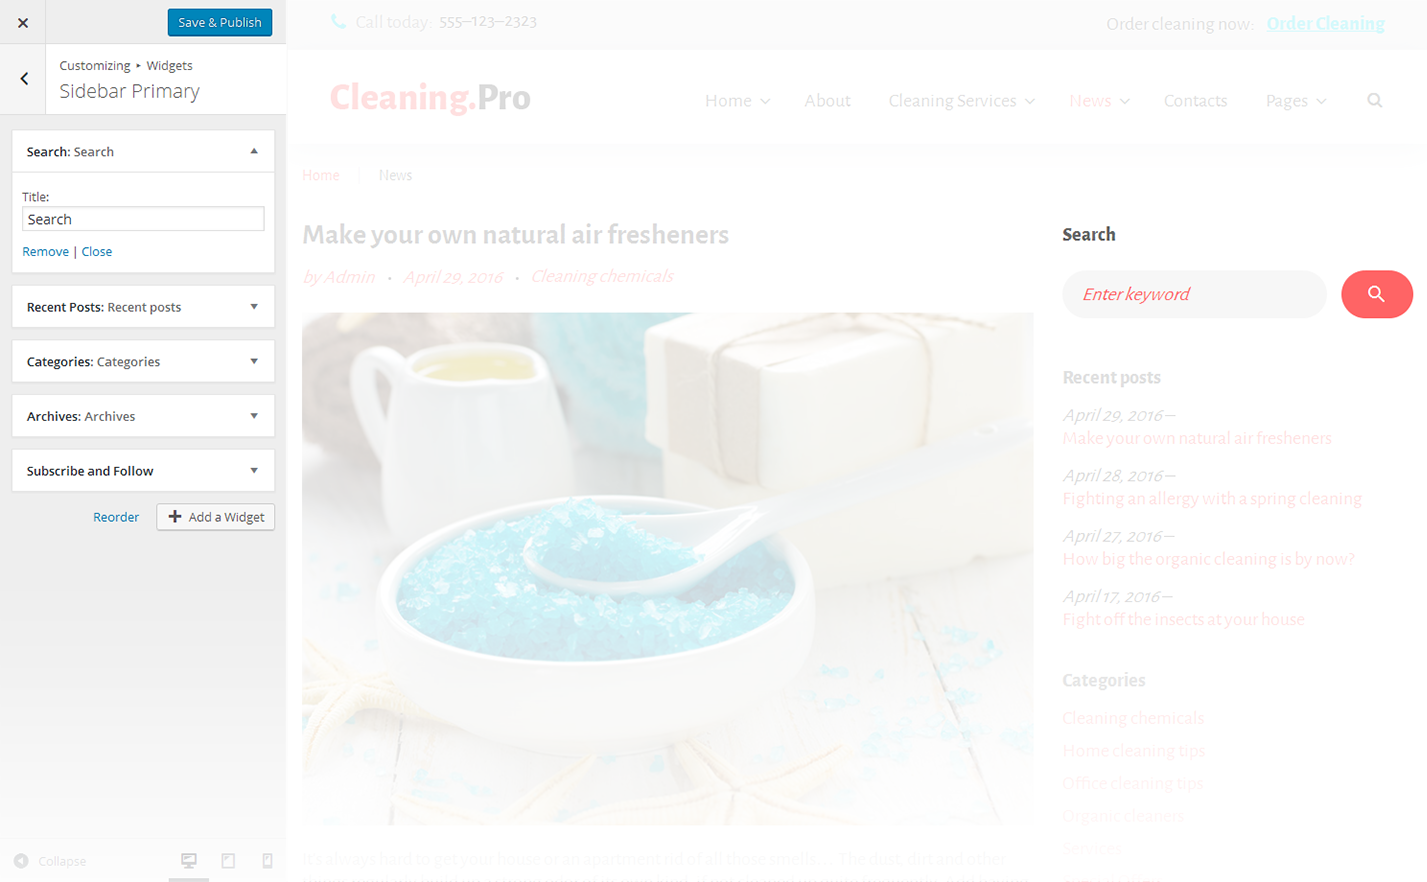 Save & Publish
Customizing ▸ Widgets
Sidebar Primary
Search: Search
Title:
Search
Remove | Close
Recent Posts: Recent posts
Categories: Categories
Archives: Archives
Subscribe and Follow
Reorder
Add a Widget
Collapse
Call today: 555-123-2323
Order cleaning now: Order Cleaning
Cleaning.Pro
Home
About
Cleaning Services
News
Contacts
Pages
Home
News
Make your own natural air fresheners
by Admin • April 29, 2016 • Cleaning chemicals
It's always hard to get your house or an apartment rid of all those smells … The dust, dirt and other
Search
Enter keyword
Recent posts
April 29, 2016 –
Make your own natural air fresheners
April 28, 2016 –
Fighting an allergy with a spring cleaning
April 27, 2016 –
How big the organic cleaning is by now?
April 17, 2016 –
Fight off the insects at your house
Categories
Cleaning chemicals
Home cleaning tips
Office cleaning tips
Organic cleaners
Services